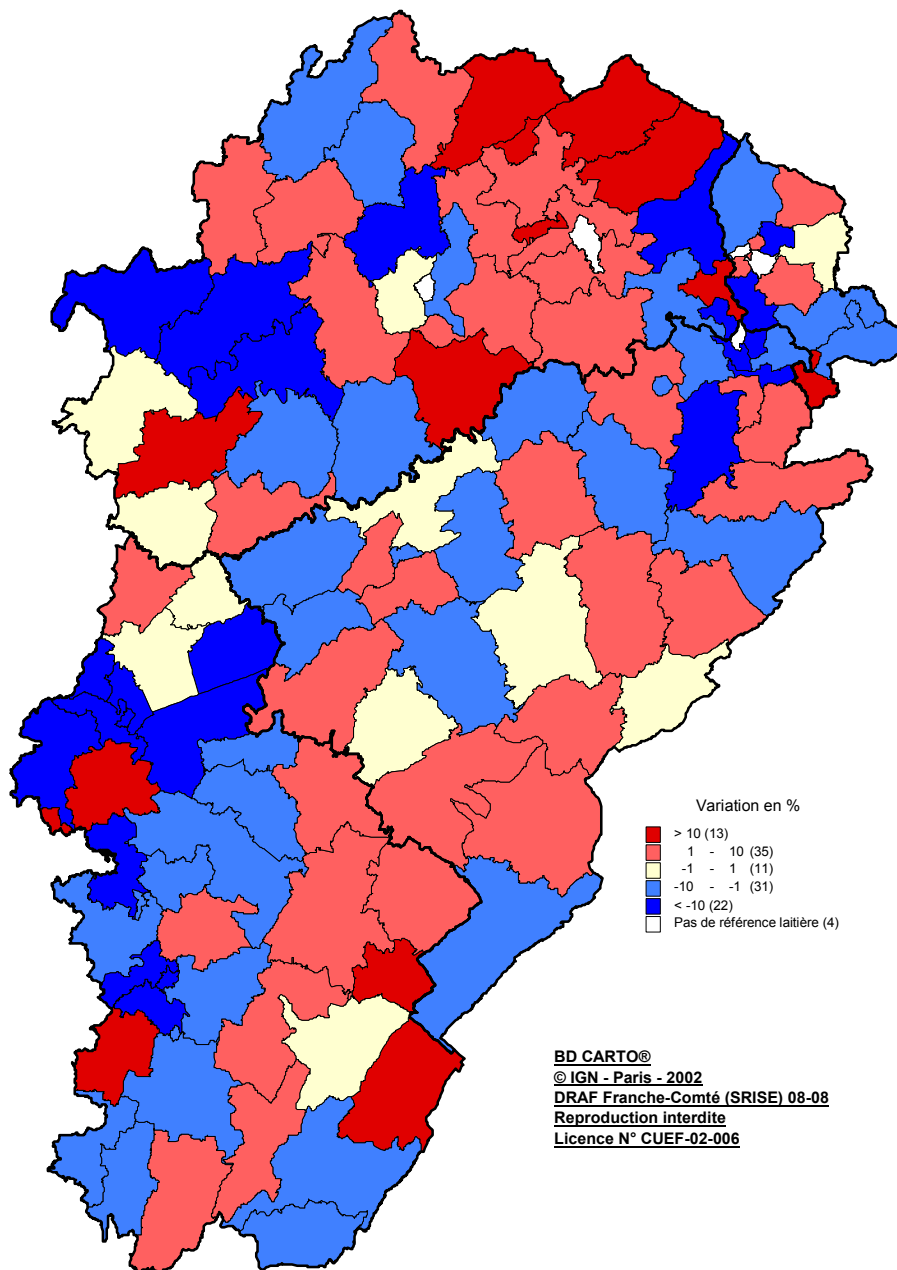 Variation en %
> 10 (13)
1 - 10 (35)
-1 - 1 (11)
-10 - -1 (31)
< -10 (22)
Pas de référence laitière (4)
BD CARTO®
© IGN - Paris - 2002
DRAF Franche-Comté (SRISE) 08-08
Reproduction interdite
Licence N° CUEF-02-006